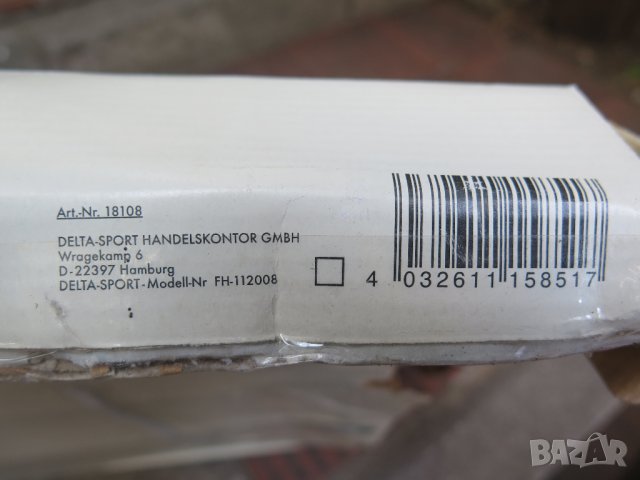 Art.-Nr. 18108
DELTA-SPORT HANDELSKONTOR GMBH
Wragekamp 6
D-22397 Hamburg
DELTA-SPORT-Modell-Nr FH-112008
4 032611 158517
BAZAR